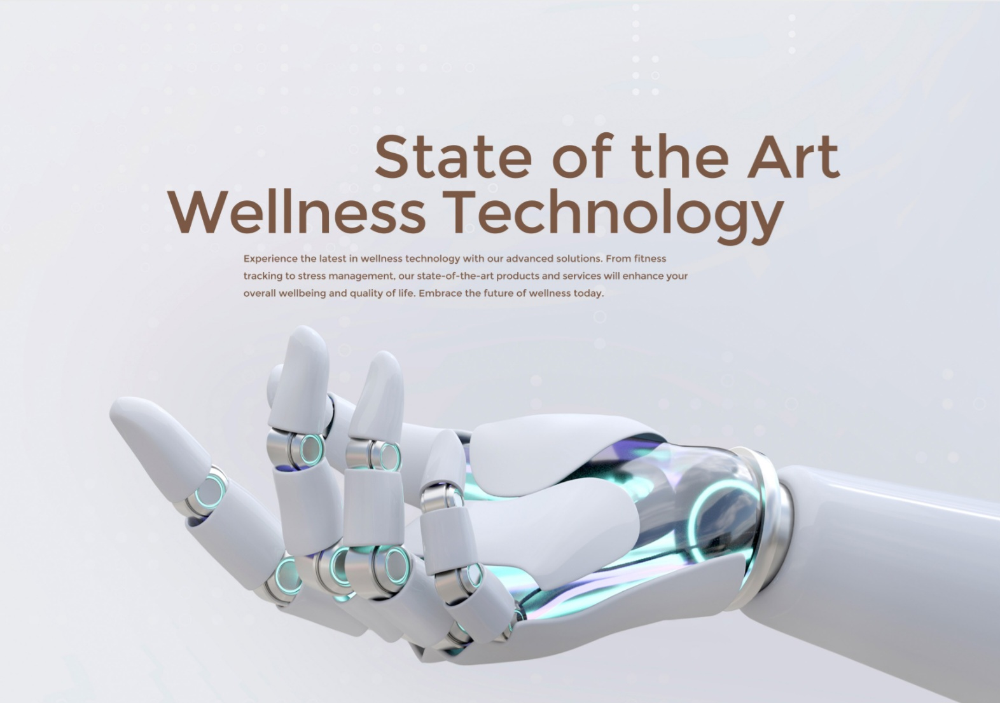 State of the Art
Wellness Technology
Experience the latest in wellness technology with our advanced solutions. From fitness
tracking to stress management, our state-of-the-art products and services will enhance your
overall wellbeing and quality of life. Embrace the future of wellness today.